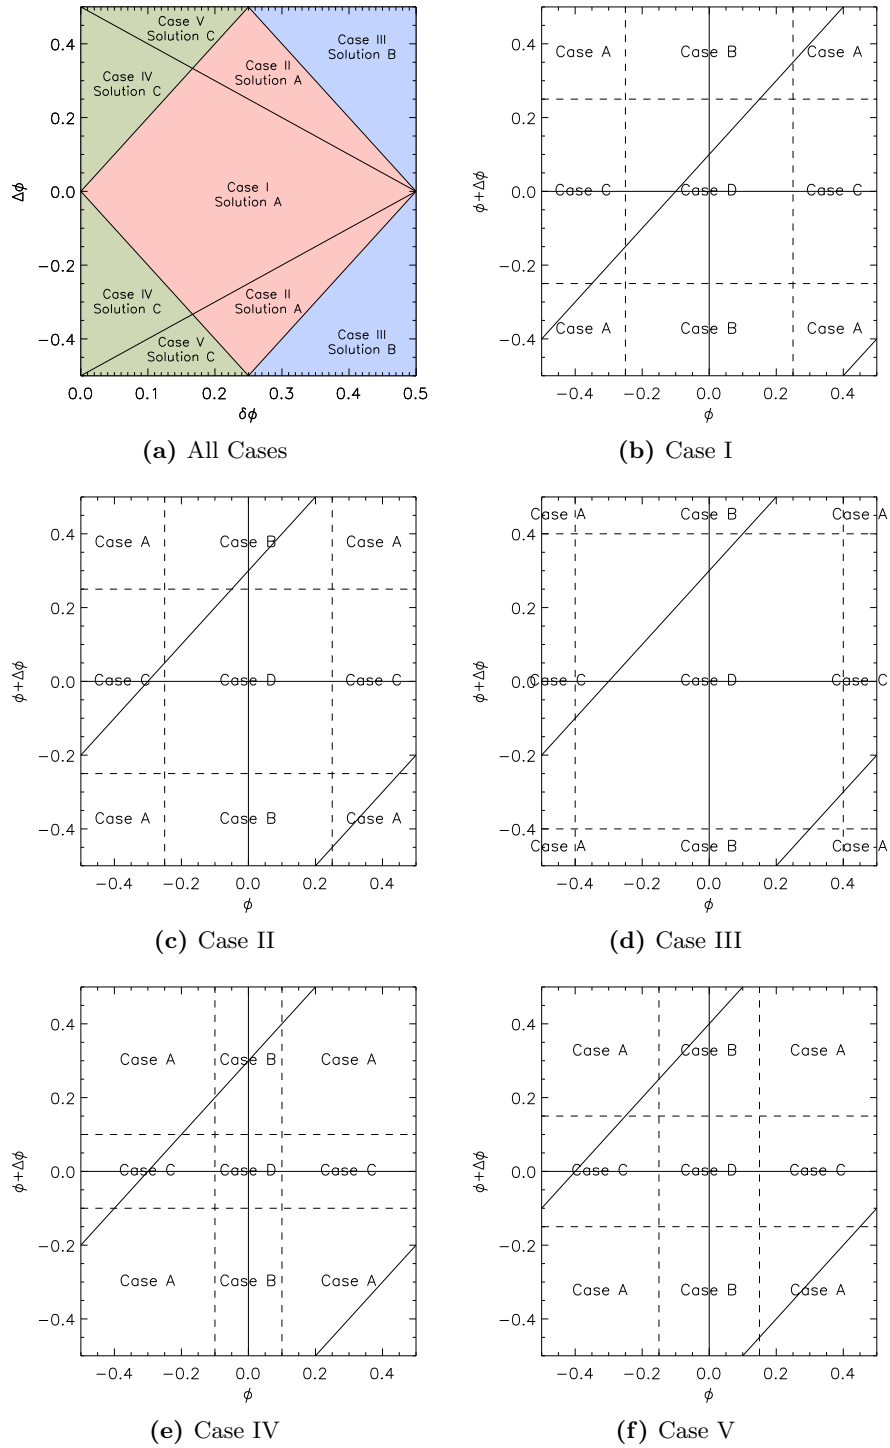 Case V
Solution C
Case III
Solution B
Case II
Solution A
Case IV
Solution C
Case I
Solution A
Case IV
Solution C
Case II
Solution A
Case V
Solution C
Case III
Solution B
0.4
0.2
0.0
−0.2
−0.4
Δϕ
0.0 0.1 0.2 0.3 0.4 0.5
δϕ
(a) All Cases
Case A Case B Case A
Case C Case D Case C
Case A Case B Case A
0.4
0.2
0.0
−0.2
−0.4
ϕ+Δϕ
−0.4 −0.2 0.0 0.2 0.4
ϕ
(b) Case I
Case A Case B Case A
Case C Case D Case C
Case A Case B Case A
0.4
0.2
0.0
−0.2
−0.4
ϕ+Δϕ
−0.4 −0.2 0.0 0.2 0.4
ϕ
(c) Case II
Case A Case B Case A
Case C Case D Case C
Case A Case B Case A
0.4
0.2
0.0
−0.2
−0.4
ϕ+Δϕ
−0.4 −0.2 0.0 0.2 0.4
ϕ
(d) Case III
Case A Case B Case A
Case C Case D Case C
Case A Case B Case A
0.4
0.2
0.0
−0.2
−0.4
ϕ+Δϕ
−0.4 −0.2 0.0 0.2 0.4
ϕ
(e) Case IV
Case A Case B Case A
Case C Case D Case C
Case A Case B Case A
0.4
0.2
0.0
−0.2
−0.4
ϕ+Δϕ
−0.4 −0.2 0.0 0.2 0.4
ϕ
(f) Case V